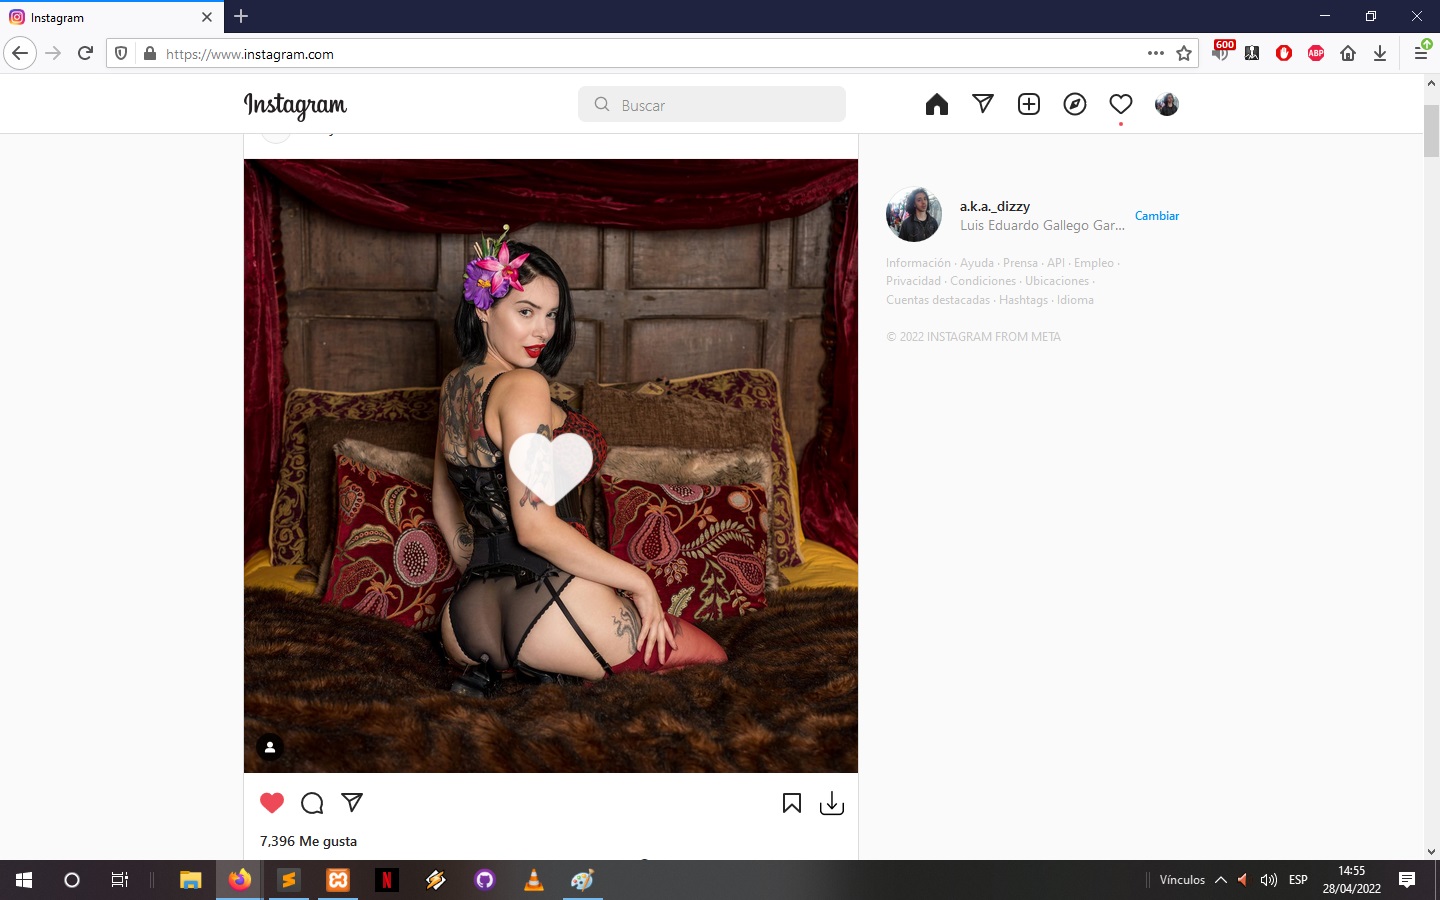 Instagram
https://www.instagram.com
600
ABP
Instagram
Buscar
a.k.a._dizzy
Luis Eduardo Gallego Gar...
Cambiar
Información · Ayuda · Prensa · API · Empleo ·
Privacidad · Condiciones · Ubicaciones ·
Cuentas destacadas · Hashtags · Idioma
© 2022 INSTAGRAM FROM META
7,396 Me gusta
N
Vínculos
ESP
14:55
28/04/2022